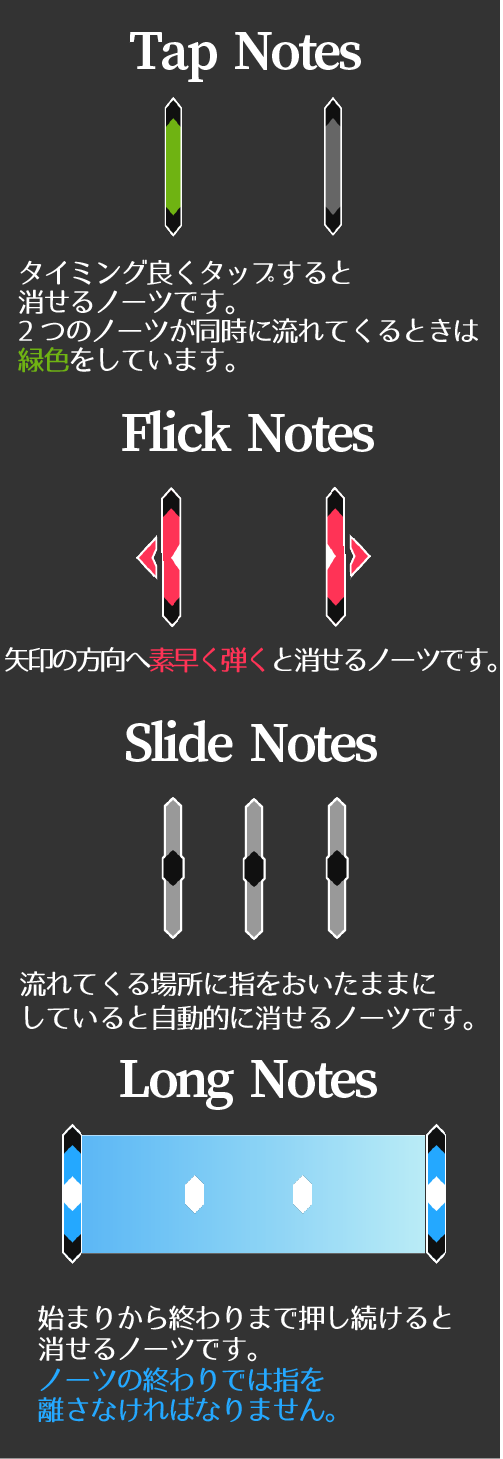 Tap Notes
タイミング良くタップすると
消せるノーツです。
2つのノーツが同時に流れてくるときは
緑色をしています。
Flick Notes
矢印の方向へ素早く弾くと消せるノーツです。
Slide Notes
流れてくる場所に指をおいたままに
していると自動的に消せるノーツです。
Long Notes
始まりから終わりまで押し続けると
消せるノーツです。
ノーツの終わりでは指を
離さなければなりません。